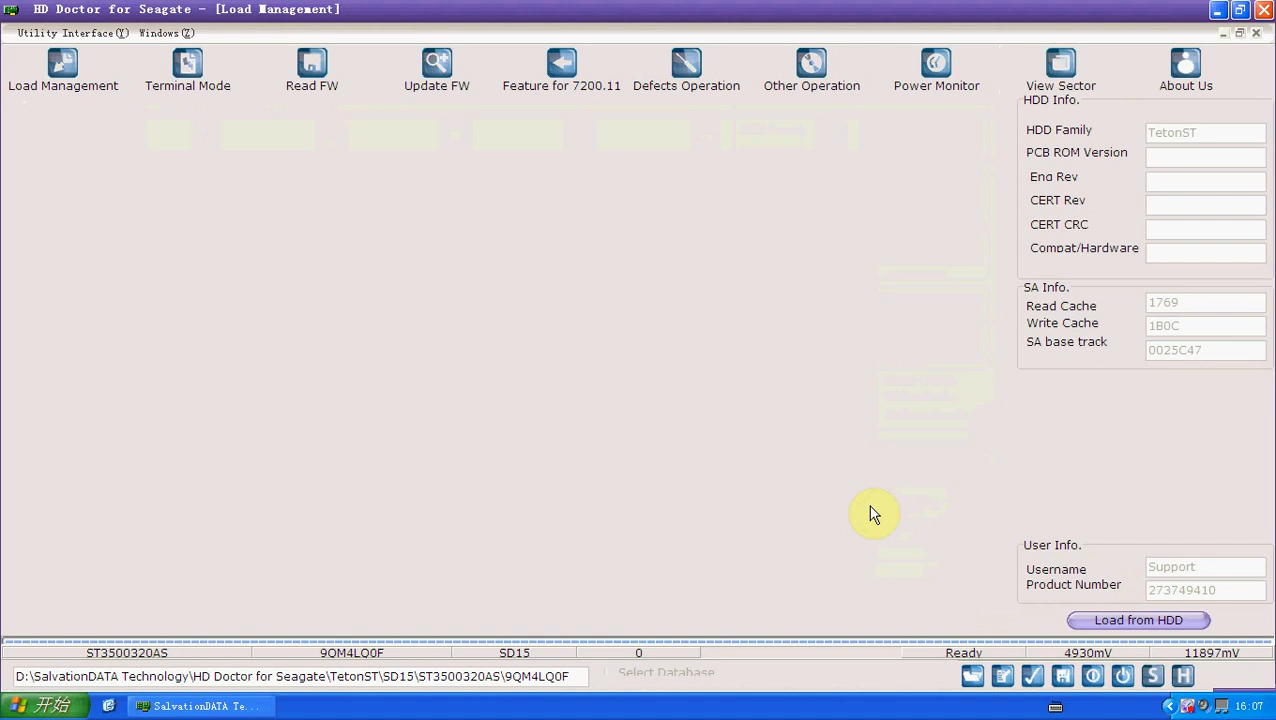 HD Doctor for Seagate - [Load Management]
Utility Interface(Y) Windows(Z)
Load Management Terminal Mode Read FW Update FW Feature for 7200.11 Defects Operation Other Operation Power Monitor View Sector About Us
HDD Info.
HDD Family TetonST
PCB ROM Version
Eng Rev
CERT Rev
CERT CRC
Compat/Hardware
SA Info.
Read Cache 1769
Write Cache 1B0C
SA base track 0025C47
User Info.
Username Support
Product Number 273749410
Load from HDD
ST3500320AS 9QM4LQ0F SD15 0 Ready 4930mV 11897mV
D:\SalvationDATA Technology\HD Doctor for Seagate\TetonST\SD15\ST3500320AS\9QM4LQ0F Select Database
S H
开始 SalvationDATA Te... 16:07